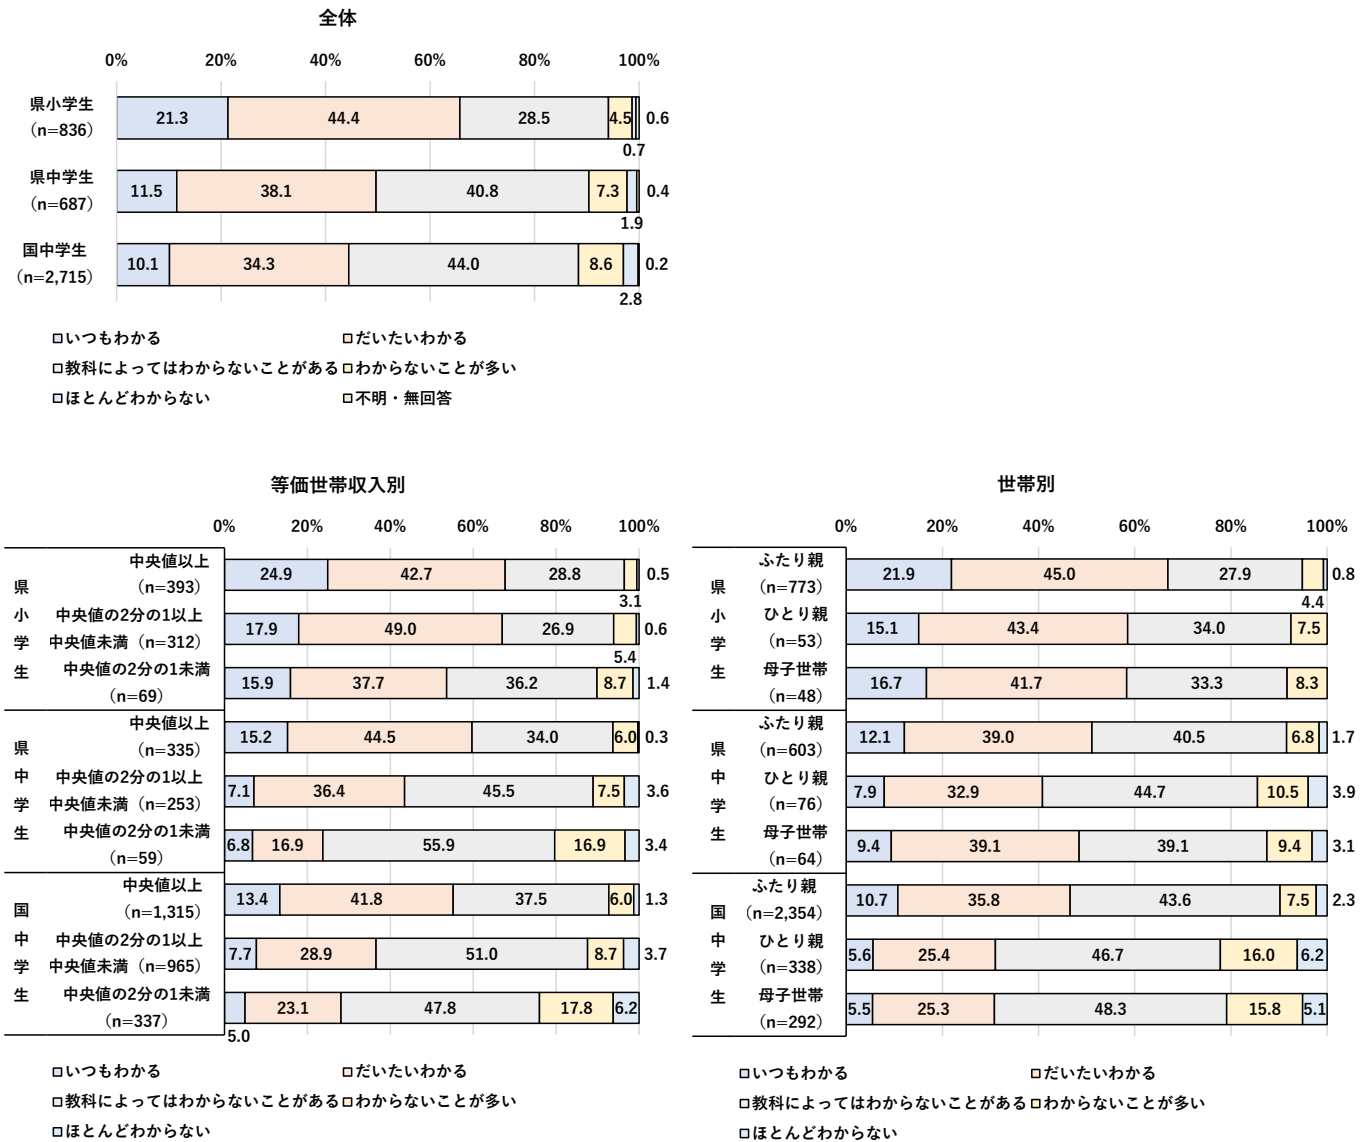 全体
0% 20% 40% 60% 80% 100%
県小学生
（n=836）
21.3 44.4 28.5 4.5 0.6
0.7
県中学生
（n=687）
11.5 38.1 40.8 7.3 0.4
1.9
国中学生
（n=2,715）
10.1 34.3 44.0 8.6 0.2
2.8
いつもわかる だいたいわかる
教科によってはわからないことがある わからないことが多い
ほとんどわからない 不明・無回答
等価世帯収入別
0% 20% 40% 60% 80% 100%
県小学生
中央値以上
（n=393）
24.9 42.7 28.8 0.5
3.1
中央値の2分の1以上
中央値未満（n=312）
17.9 49.0 26.9 0.6
5.4
中央値の2分の1未満
（n=69）
15.9 37.7 36.2 8.7 1.4
県中学生
中央値以上
（n=335）
15.2 44.5 34.0 6.0 0.3
中央値の2分の1以上
中央値未満（n=253）
7.1 36.4 45.5 7.5 3.6
中央値の2分の1未満
（n=59）
6.8 16.9 55.9 16.9 3.4
国中学生
中央値以上
（n=1,315）
13.4 41.8 37.5 6.0 1.3
中央値の2分の1以上
中央値未満（n=965）
7.7 28.9 51.0 8.7 3.7
中央値の2分の1未満
（n=337）
23.1 47.8 17.8 6.2
5.0
いつもわかる だいたいわかる
教科によってはわからないことがある わからないことが多い
ほとんどわからない
世帯別
0% 20% 40% 60% 80% 100%
県小学生
ふたり親
（n=773）
21.9 45.0 27.9 0.8
4.4
ひとり親
（n=53）
15.1 43.4 34.0 7.5
母子世帯
（n=48）
16.7 41.7 33.3 8.3
県中学生
ふたり親
（n=603）
12.1 39.0 40.5 6.8 1.7
ひとり親
（n=76）
7.9 32.9 44.7 10.5 3.9
母子世帯
（n=64）
9.4 39.1 39.1 9.4 3.1
国中学生
ふたり親
（n=2,354）
10.7 35.8 43.6 7.5 2.3
ひとり親
（n=338）
5.6 25.4 46.7 16.0 6.2
母子世帯
（n=292）
5.5 25.3 48.3 15.8 5.1
いつもわかる だいたいわかる
教科によってはわからないことがある わからないことが多い
ほとんどわからない